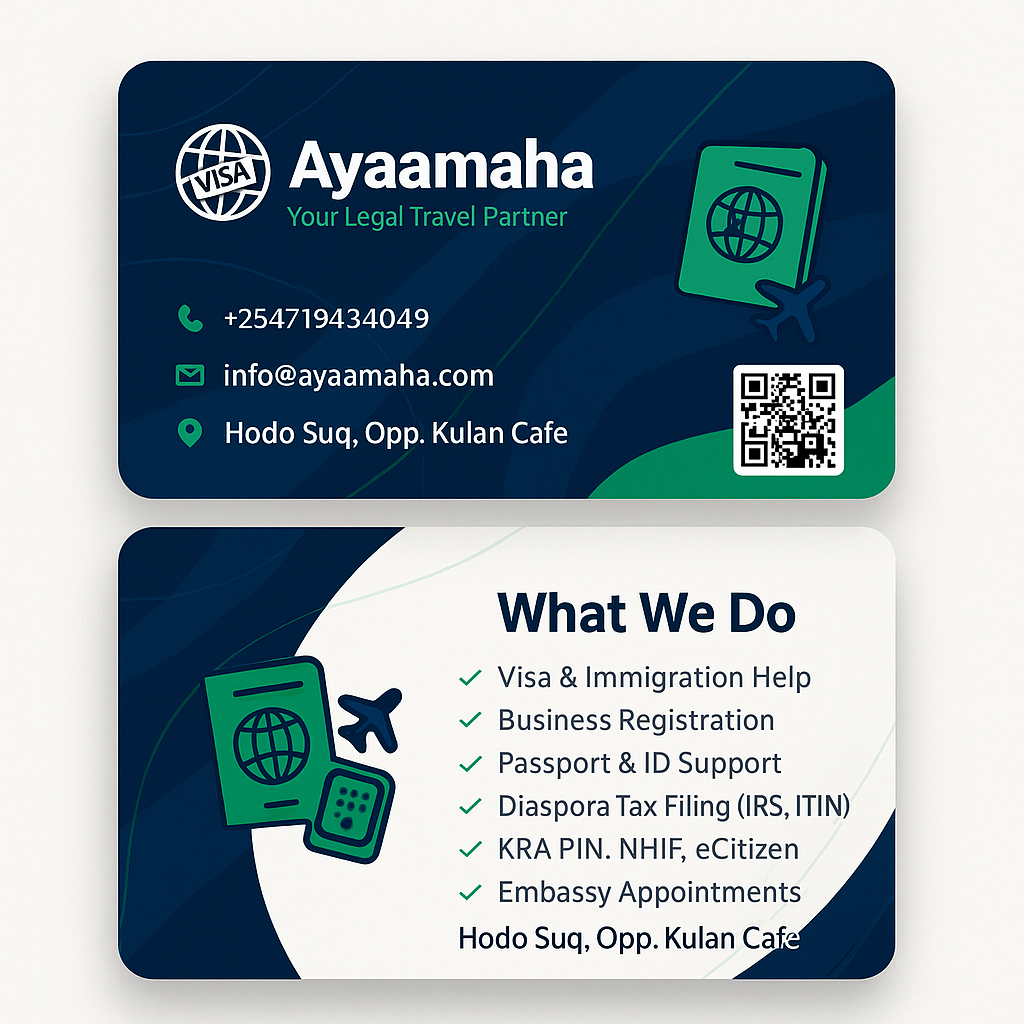 VISA
Ayaamaha
Your Legal Travel Partner
+254719434049
info@ayaamaha.com
Hodo Suq, Opp. Kulan Cafe
What We Do
Visa & Immigration Help
Business Registration
Passport & ID Support
Diaspora Tax Filing (IRS, ITIN)
KRA PIN. NHIF, eCitizen
Embassy Appointments
Hodo Suq, Opp. Kulan Cafe